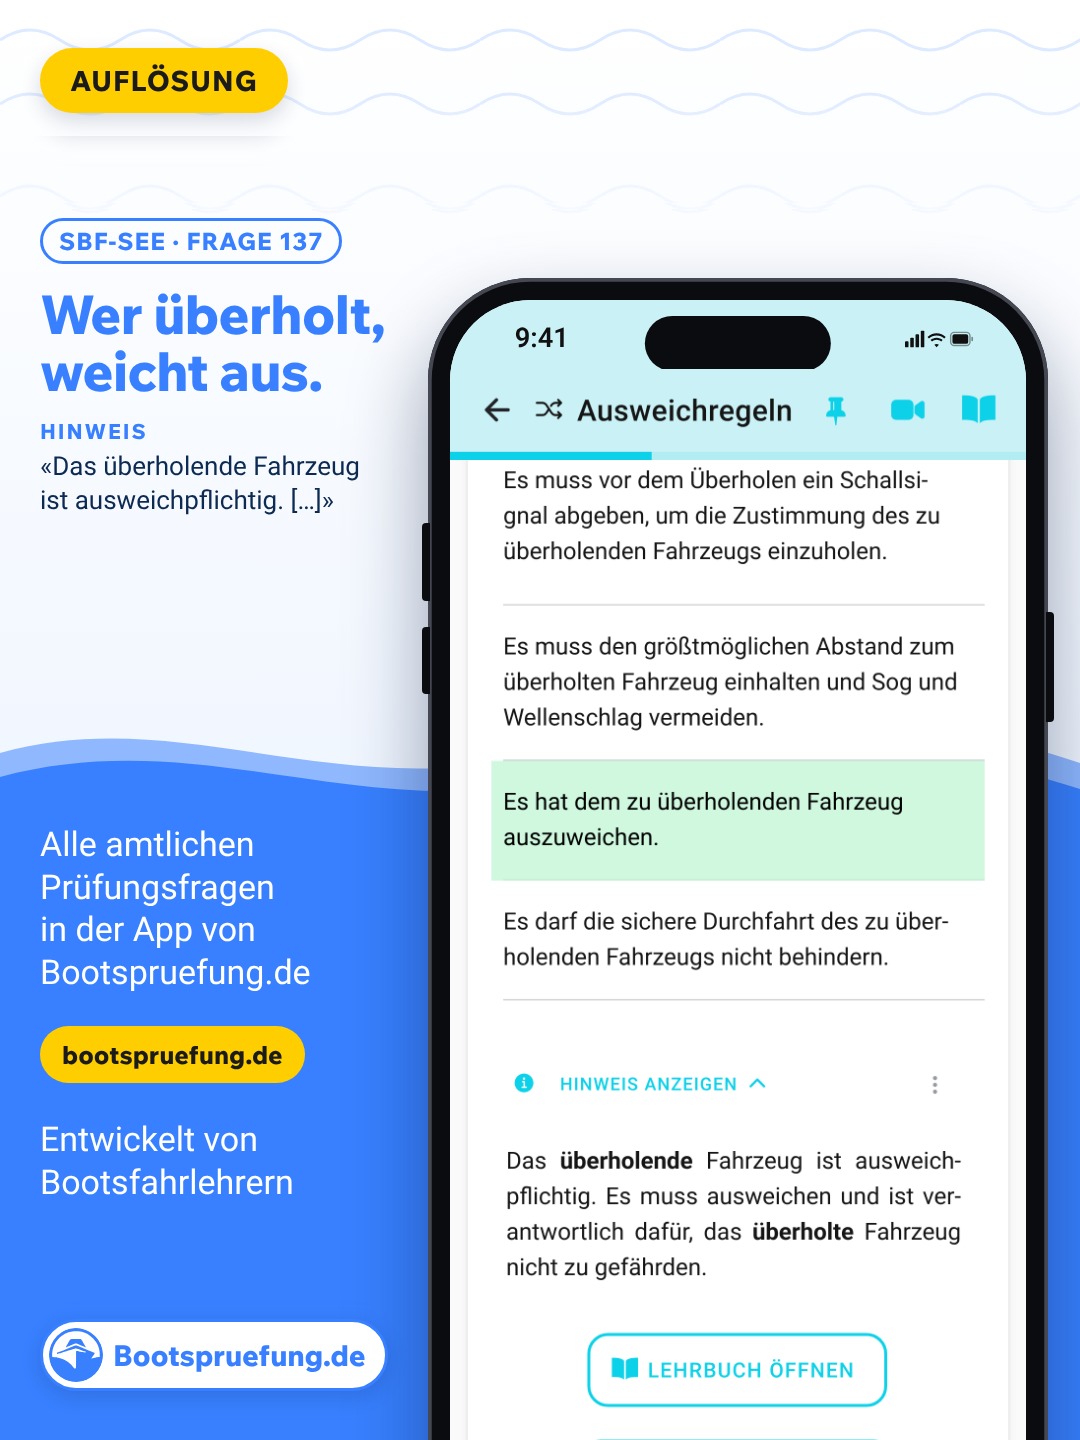 AUFLÖSUNG
SBF-SEE · FRAGE 137
Wer überholt,
weicht aus.
HINWEIS
«Das überholende Fahrzeug
ist ausweichpflichtig. [...]»
Alle amtlichen
Prüfungsfragen
in der App von
Bootspruefung.de
bootspruefung.de
Entwickelt von
Bootsfahrlehrern
Bootspruefung.de
9:41
Ausweichregeln
Es muss vor dem Überholen ein Schallsi-
gnal abgeben, um die Zustimmung des zu
überholenden Fahrzeugs einzuholen.
Es muss den größtmöglichen Abstand zum
überholten Fahrzeug einhalten und Sog und
Wellenschlag vermeiden.
Es hat dem zu überholenden Fahrzeug
auszuweichen.
Es darf die sichere Durchfahrt des zu über-
holenden Fahrzeugs nicht behindern.
HINWEIS ANZEIGEN
Das überholende Fahrzeug ist ausweich-
pflichtig. Es muss ausweichen und ist ver-
antwortlich dafür, das überholte Fahrzeug
nicht zu gefährden.
LEHRBUCH ÖFFNEN